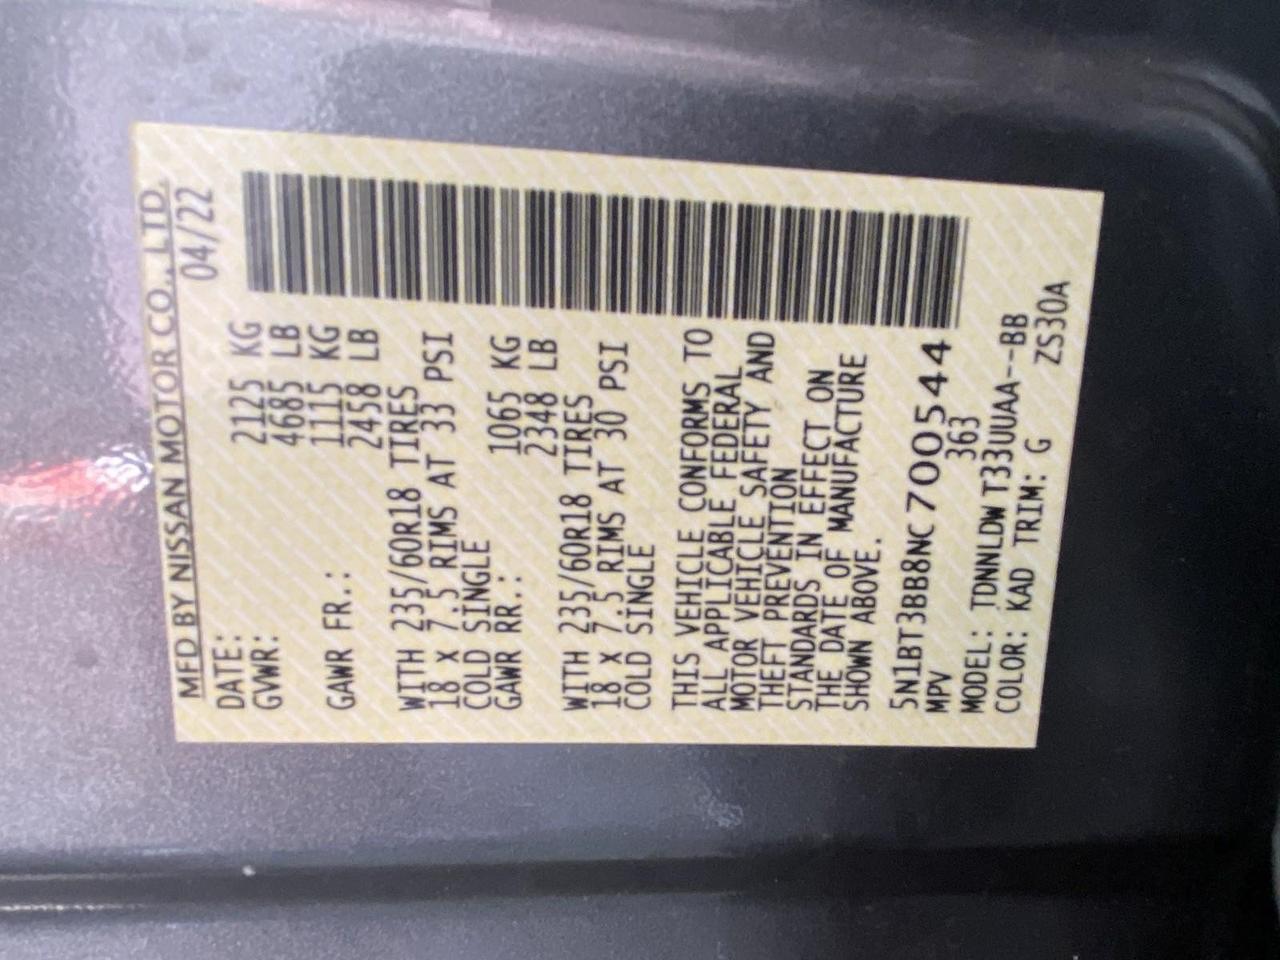 MFD BY NISSAN MOTOR CO., LTD.
DATE: 04/22
GVWR: 2125 KG
4685 LB
GAWR FR.: 1115 KG
2458 LB
WITH 235/60R18 TIRES
18 X 7.5 RIMS AT 33 PSI
COLD SINGLE
GAWR RR.: 1065 KG
2348 LB
WITH 235/60R18 TIRES
18 X 7.5 RIMS AT 30 PSI
COLD SINGLE
THIS VEHICLE CONFORMS TO
ALL APPLICABLE FEDERAL
MOTOR VEHICLE SAFETY AND
THEFT PREVENTION
STANDARDS IN EFFECT ON
THE DATE OF MANUFACTURE
SHOWN ABOVE.
5N1BT3BB8NC700544
MPV 363
MODEL: TDNNLDW T33UUAA--BB
COLOR: KAD TRIM: G ZS30A